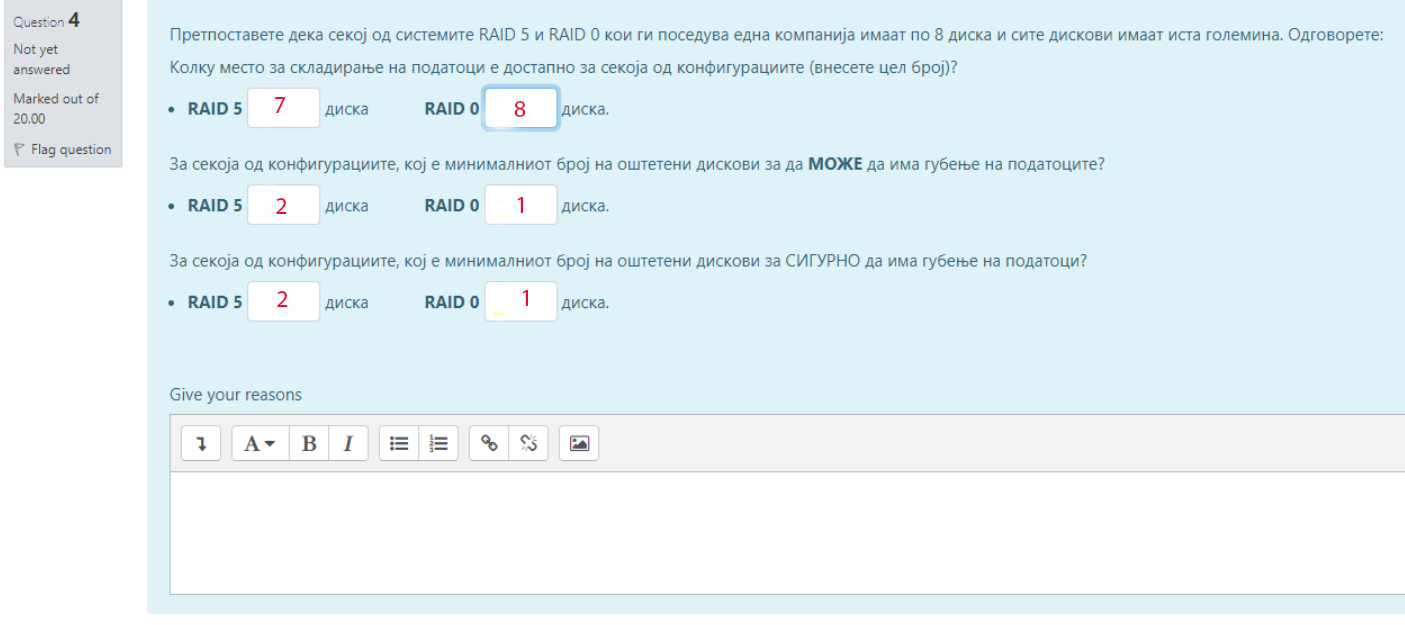 Question 4
Not yet
answered
Marked out of
20.00
Flag question
Претпоставете дека секој од системите RAID 5 и RAID 0 кои ги поседува една компанија имаат по 8 диска и сите дискови имаат иста големина. Одговорете:
Колку место за складирање на податоци е достапно за секоја од конфигурациите (внесете цел број)?
• RAID 5 7 диска RAID 0 8 диска.
За секоја од конфигурациите, кој е минималниот број на оштетени дискови за да МОЖЕ да има губење на податоците?
• RAID 5 2 диска RAID 0 1 диска.
За секоја од конфигурациите, кој е минималниот број на оштетени дискови за СИГУРНО да има губење на податоци?
• RAID 5 2 диска RAID 0 1 диска.
Give your reasons
A B I